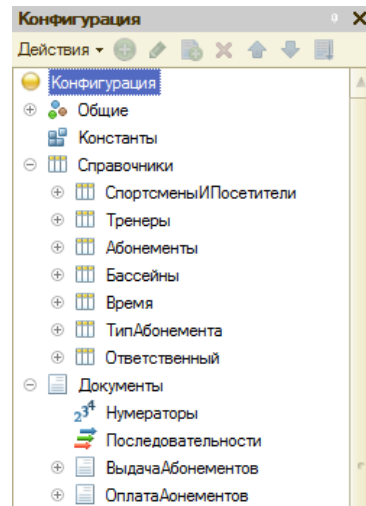 Конфигурация
Действия
Конфигурация
Общие
Константы
Справочники
СпортсменыИПосетители
Тренеры
Абонементы
Бассейны
Время
ТипАбонемента
Ответственный
Документы
Нумераторы
Последовательности
ВыдачаАбонементов
ОплатаАонементов